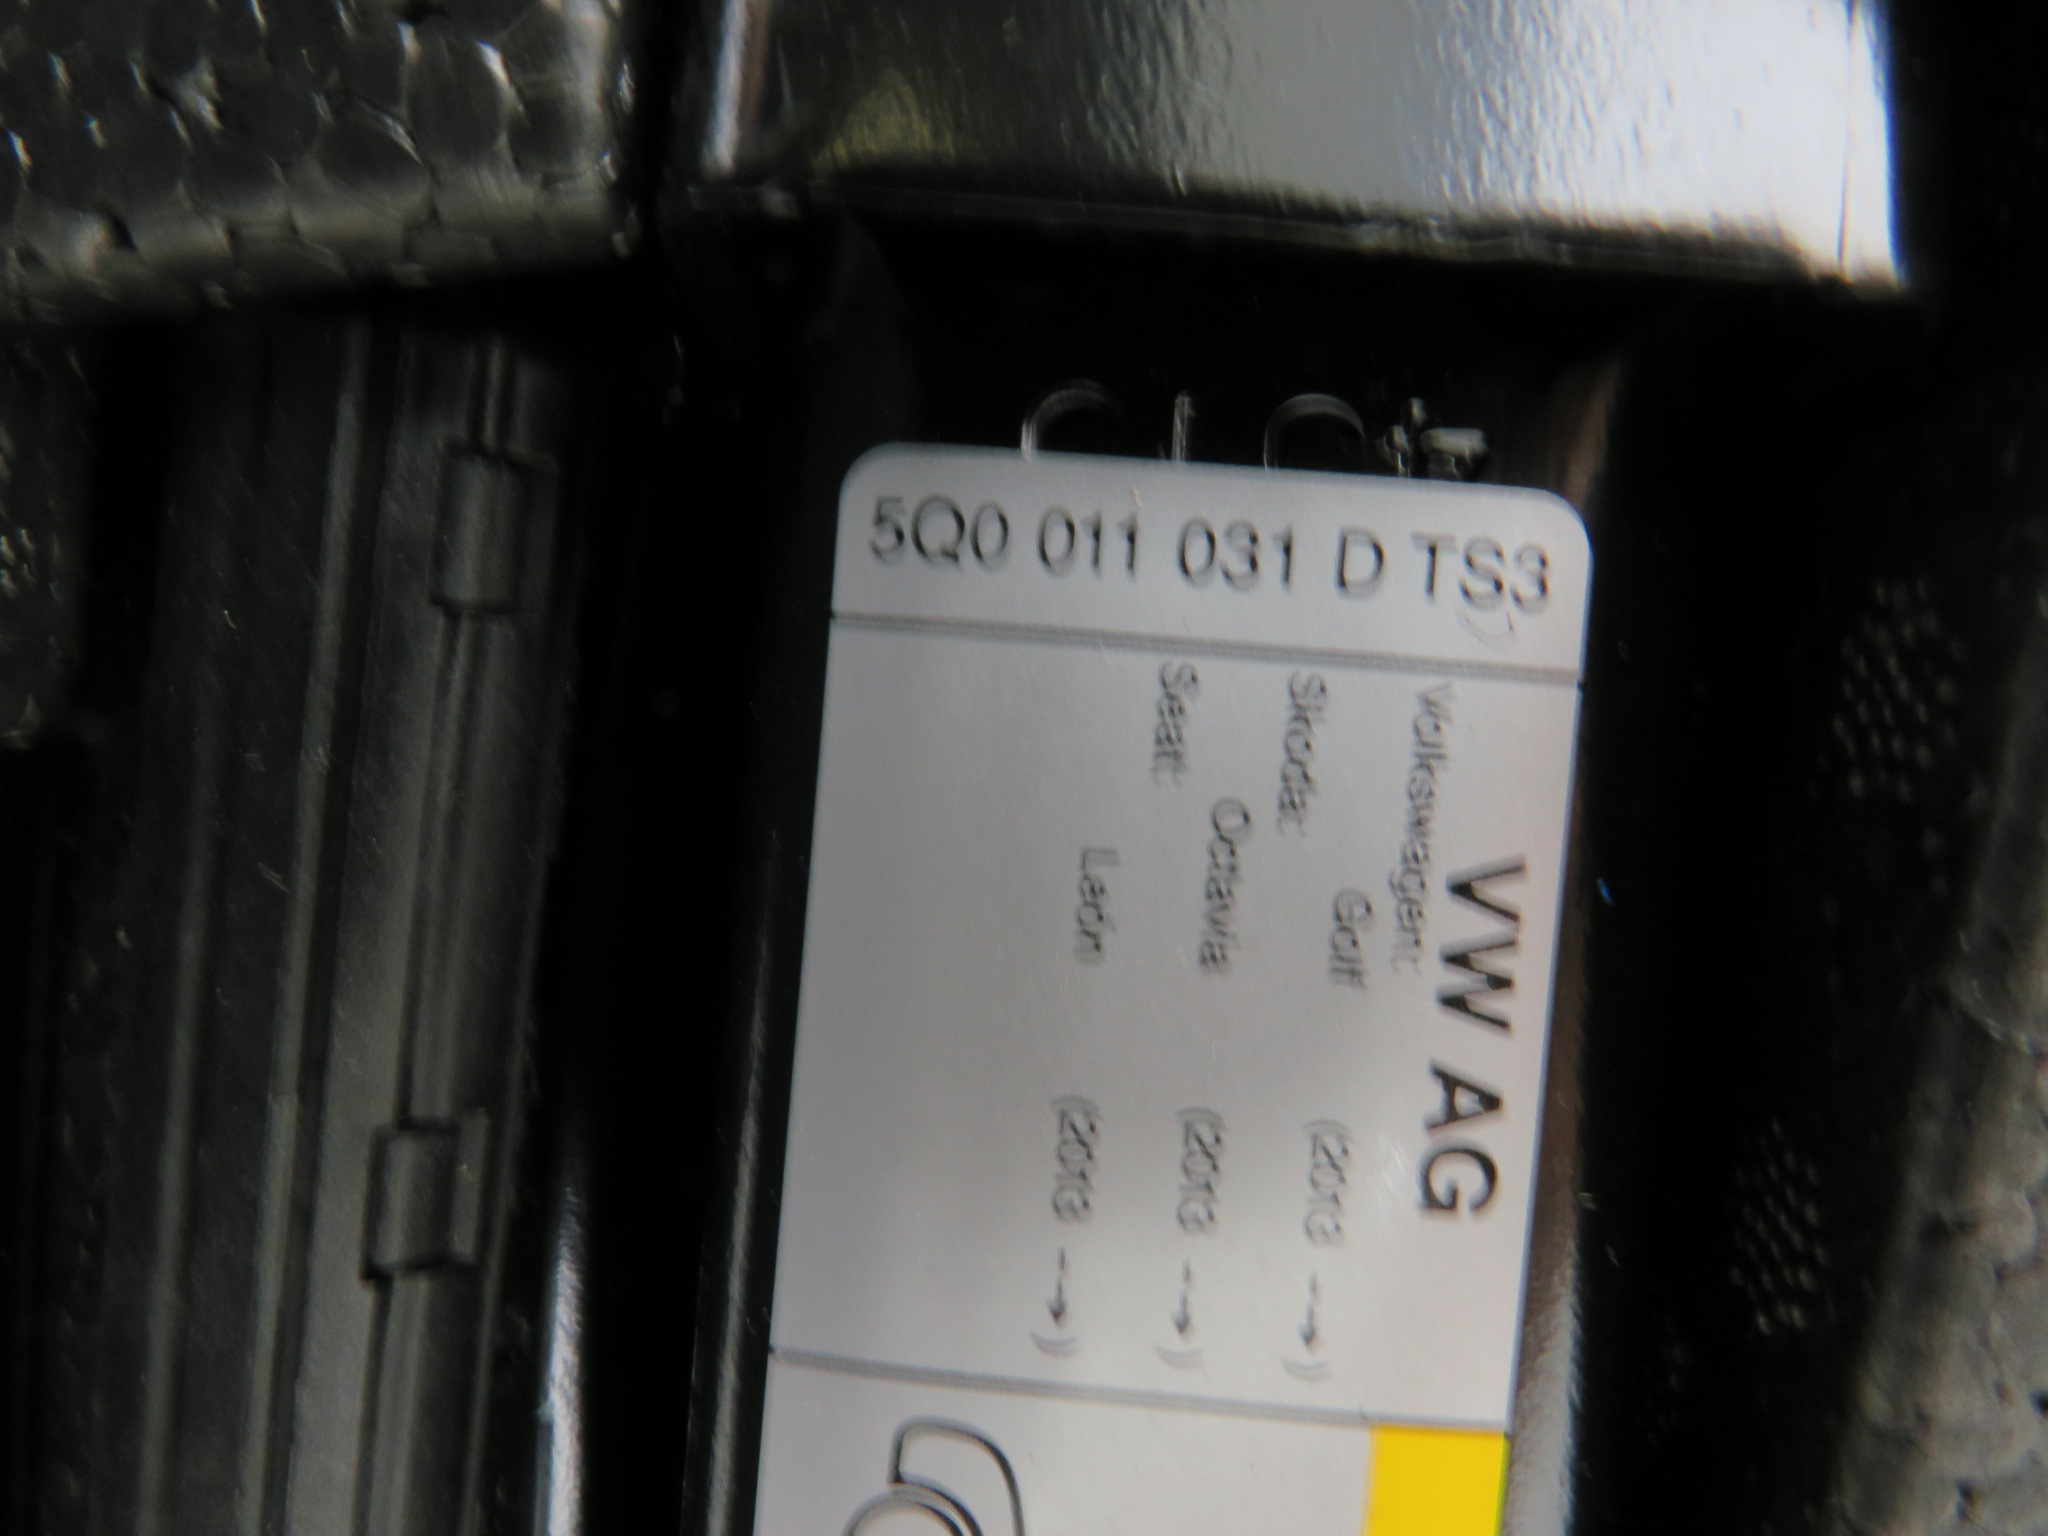 5Q0 011 031 D TS3
VW AG
Volkswagen:
Golf (2013 --→)
Skoda:
Octavia (2013 --→)
Seat:
León (2013 --→)